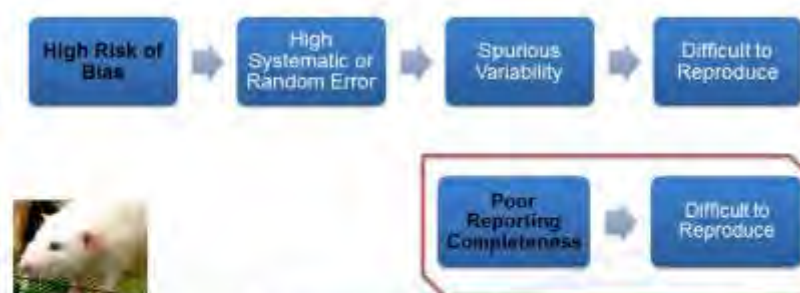 High Risk of
Bias
High
Systematic or
Random Error
Spurious
Variability
Difficult to
Reproduce
Poor
Reporting
Completeness
Difficult to
Reproduce